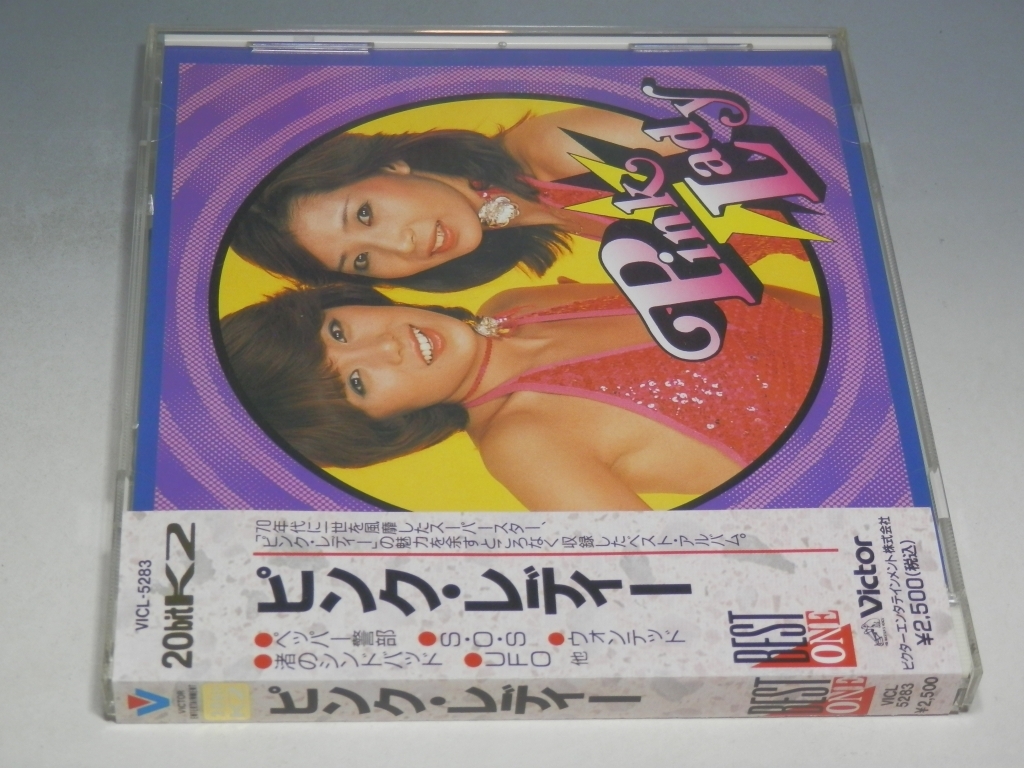 Pink
Lady
VICL-5283
20bit K2
'70年代に一世を風靡したスーパースター、
「ピンク・レディー」の魅力を余すところなく収録したベスト・アルバム。
ピンク・レディー
●ペッパー警部 ●S・O・S ●ウォンテッド
●渚のシンドバッド ●UFO 他
BEST
BEST
ONE
Victor
ビクターエンタテインメント株式会社
¥2,500(税込)
VICTOR
ピンク・レディー
BEST
BEST
ONE
VICL
5283
¥2,500